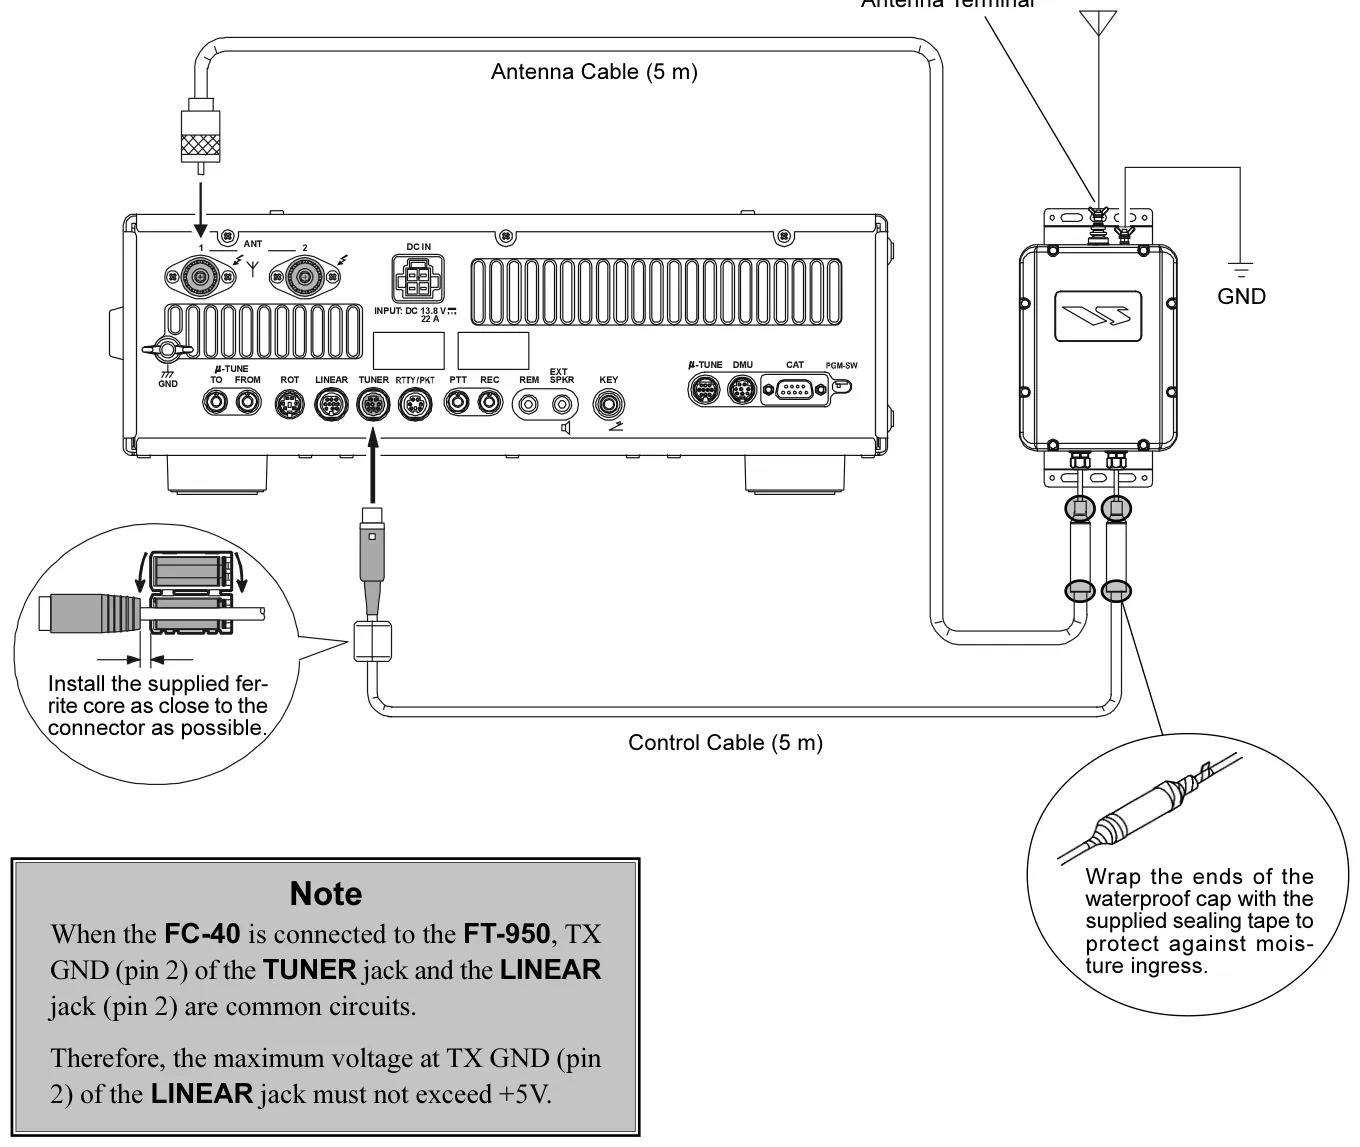 Antenna Terminal
Antenna Cable (5 m)
1 ANT 2
DC IN
INPUT: DC 13.8 V
22 A
GND
GND
μ-TUNE
TO FROM
ROT
LINEAR
TUNER
RTTY/PKT
PTT
REC
REM
EXT
SPKR
KEY
μ-TUNE
DMU
CAT
PGM-SW
Install the supplied fer-
rite core as close to the
connector as possible.
Control Cable (5 m)
Wrap the ends of the
waterproof cap with the
supplied sealing tape to
protect against mois-
ture ingress.
Note
When the FC-40 is connected to the FT-950, TX
GND (pin 2) of the TUNER jack and the LINEAR
jack (pin 2) are common circuits.
Therefore, the maximum voltage at TX GND (pin
2) of the LINEAR jack must not exceed +5V.